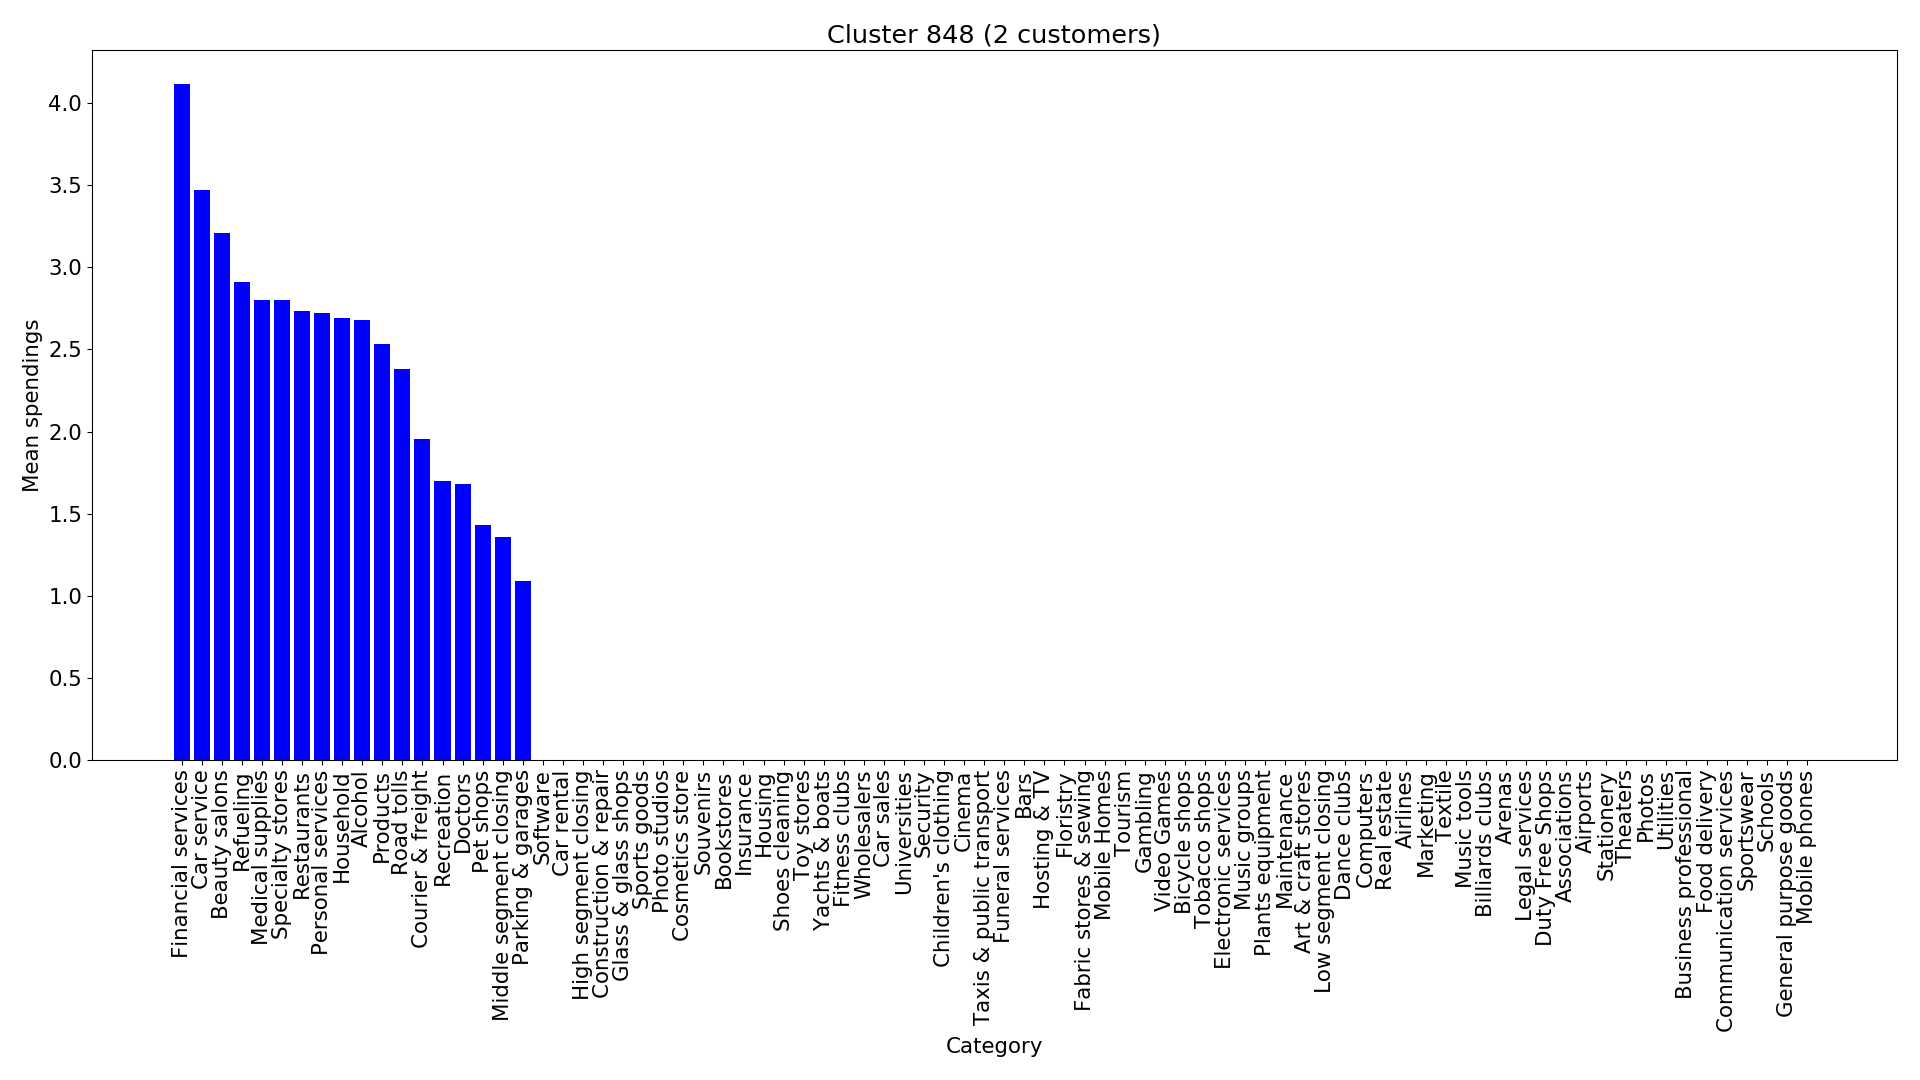 Cluster 848 (2 customers)
Mean spendings
4.0
3.5
3.0
2.5
2.0
1.5
1.0
0.5
0.0
Financial services
Car service
Beauty salons
Refueling
Medical supplies
Specialty stores
Restaurants
Personal services
Household
Alcohol
Products
Road tolls
Courier & freight
Recreation
Doctors
Pet shops
Middle segment closing
Parking & garages
Software
Car rental
High segment closing
Construction & repair
Glass & glass shops
Sports goods
Photo studios
Cosmetics store
Souvenirs
Bookstores
Insurance
Housing
Shoes cleaning
Toy stores
Yachts & boats
Fitness clubs
Wholesalers
Car sales
Universities
Security
Children's clothing
Cinema
Taxis & public transport
Funeral services
Bars
Hosting & TV
Floristry
Fabric stores & sewing
Mobile Homes
Tourism
Gambling
Video Games
Bicycle shops
Tobacco shops
Electronic services
Music groups
Plants equipment
Maintenance
Art & craft stores
Low segment closing
Dance clubs
Computers
Real estate
Airlines
Marketing
Textile
Music tools
Billiards clubs
Arenas
Legal services
Duty Free Shops
Associations
Airports
Stationery
Theaters
Photos
Utilities
Business professional
Food delivery
Communication services
Sportswear
Schools
General purpose goods
Mobile phones
Category